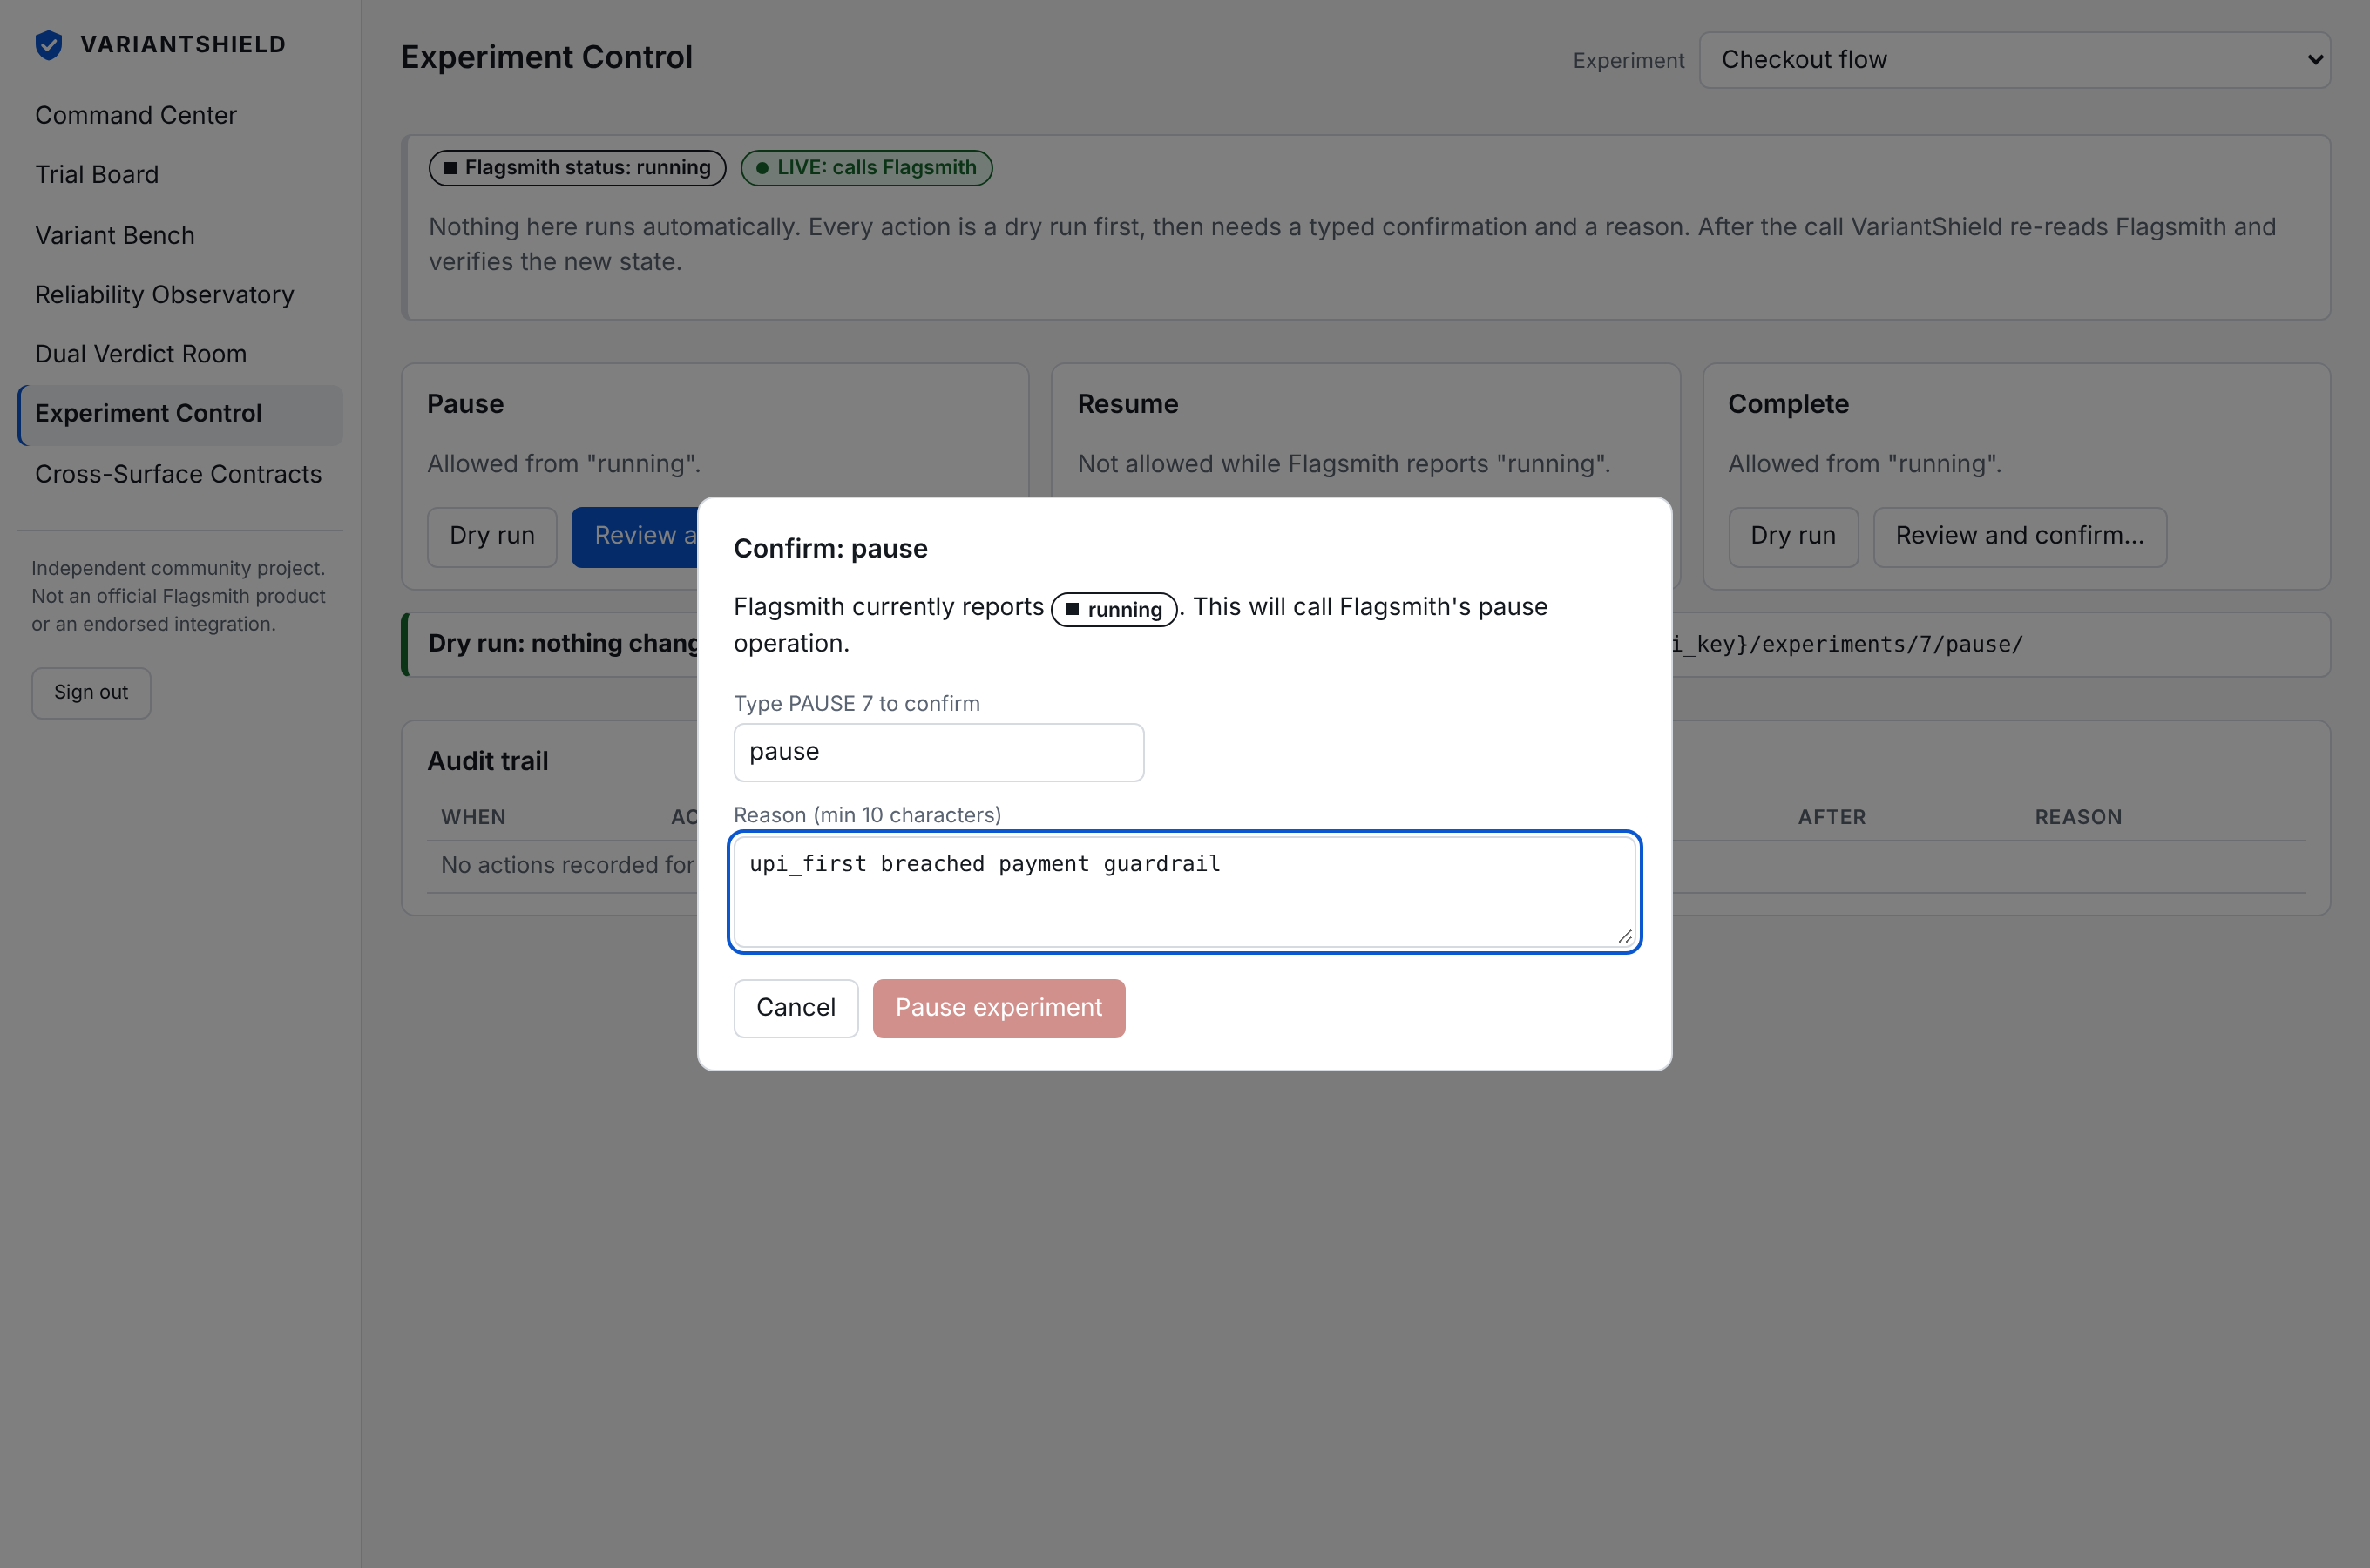 VARIANTSHIELD
Command Center
Trial Board
Variant Bench
Reliability Observatory
Dual Verdict Room
Experiment Control
Cross-Surface Contracts
Independent community project.
Not an official Flagsmith product
or an endorsed integration.
Sign out
Experiment Control
Experiment
Checkout flow
Flagsmith status: running
LIVE: calls Flagsmith
Nothing here runs automatically. Every action is a dry run first, then needs a typed confirmation and a reason. After the call VariantShield re-reads Flagsmith and
verifies the new state.
Pause
Allowed from "running".
Dry run
Review a
Resume
Not allowed while Flagsmith reports "running".
Complete
Allowed from "running".
Dry run
Review and confirm...
Dry run: nothing chang
i_key}/experiments/7/pause/
Audit trail
WHEN
AC
AFTER
REASON
No actions recorded for
Confirm: pause
Flagsmith currently reports running. This will call Flagsmith's pause
operation.
Type PAUSE 7 to confirm
pause
Reason (min 10 characters)
upi_first breached payment guardrail
Cancel
Pause experiment